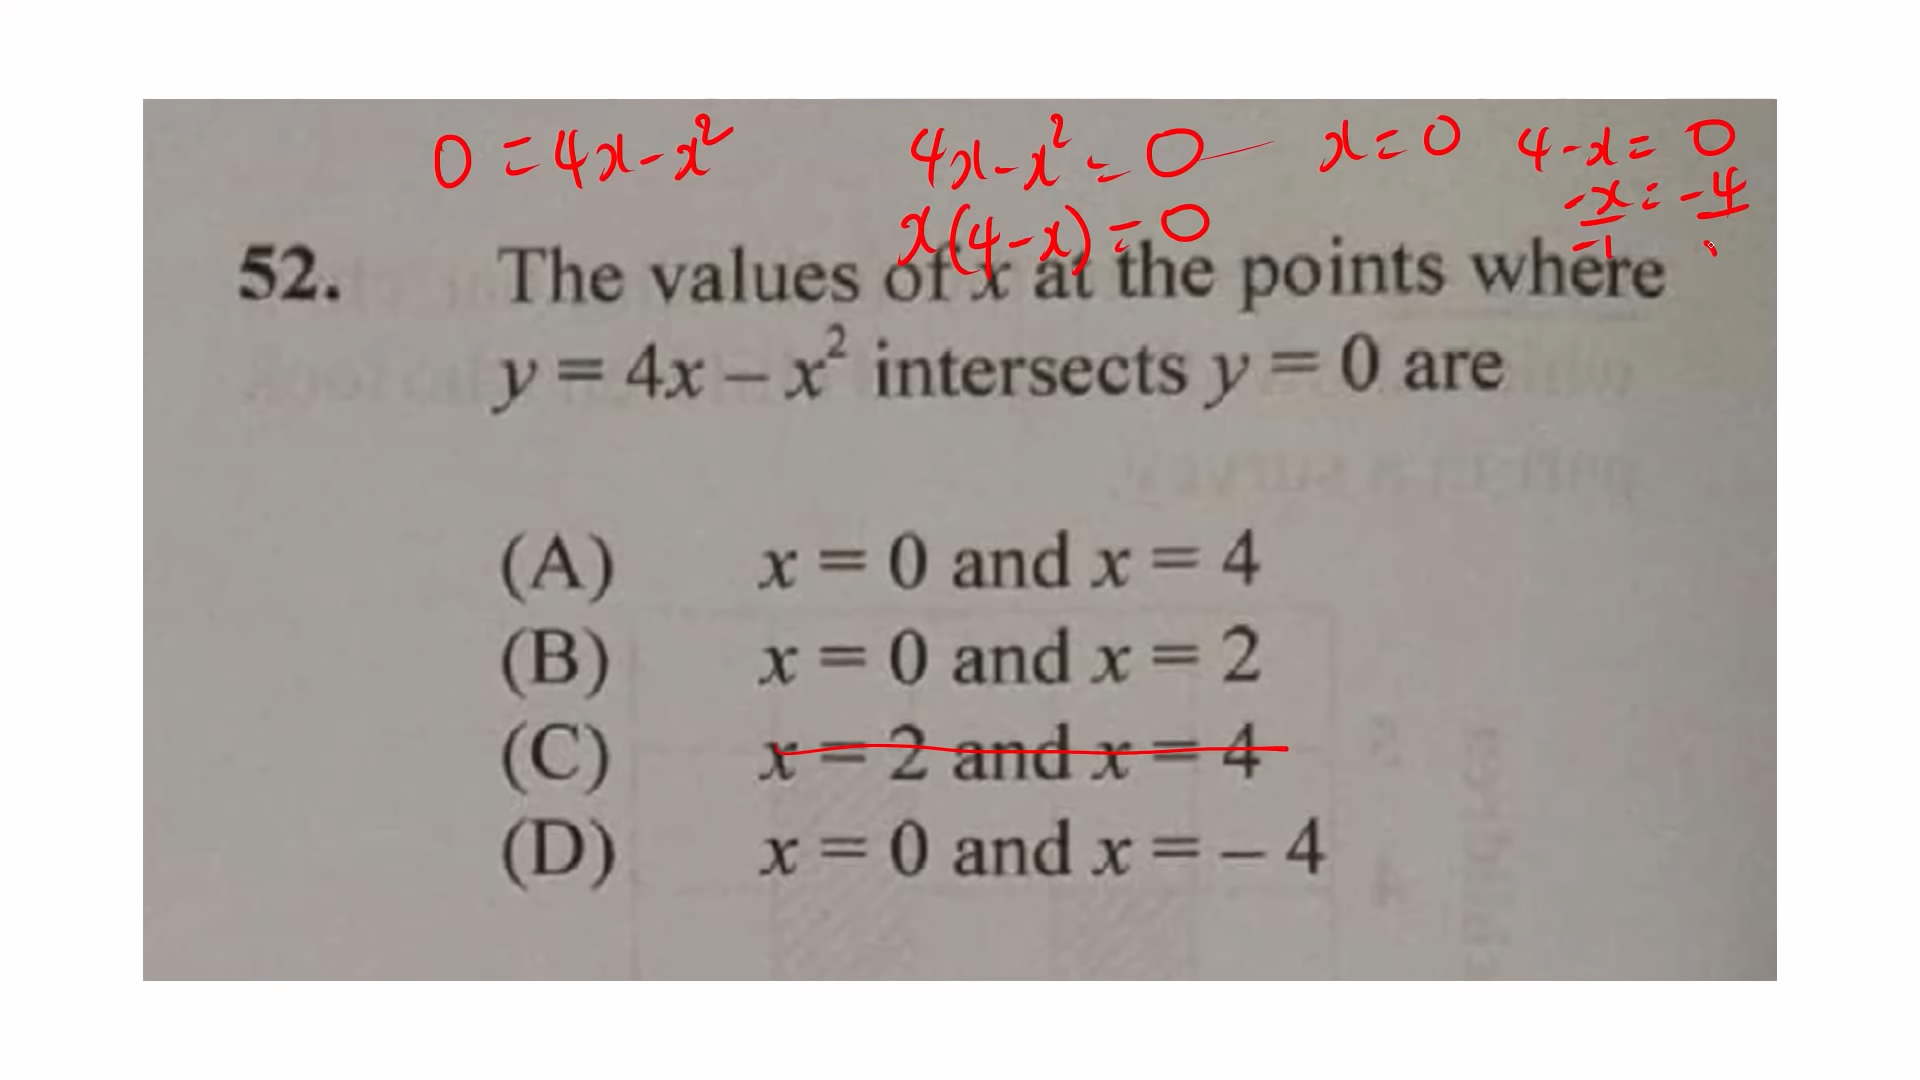 0 = 4x - x² 4x - x² = 0 x = 0 4 - x = 0
x(4 - x) = 0 -x = -4
-1
52. The values of x at the points where
y = 4x – x² intersects y = 0 are
(A) x = 0 and x = 4
(B) x = 0 and x = 2
(C) x = 2 and x = 4
(D) x = 0 and x = – 4